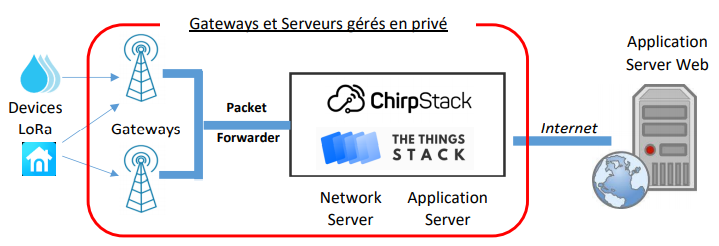 Gateways et Serveurs gérés en privé
Application
Server Web
Devices
LoRa
Gateways
Packet
Forwarder
ChirpStack
THE THINGS
STACK
Internet
Network
Server
Application
Server